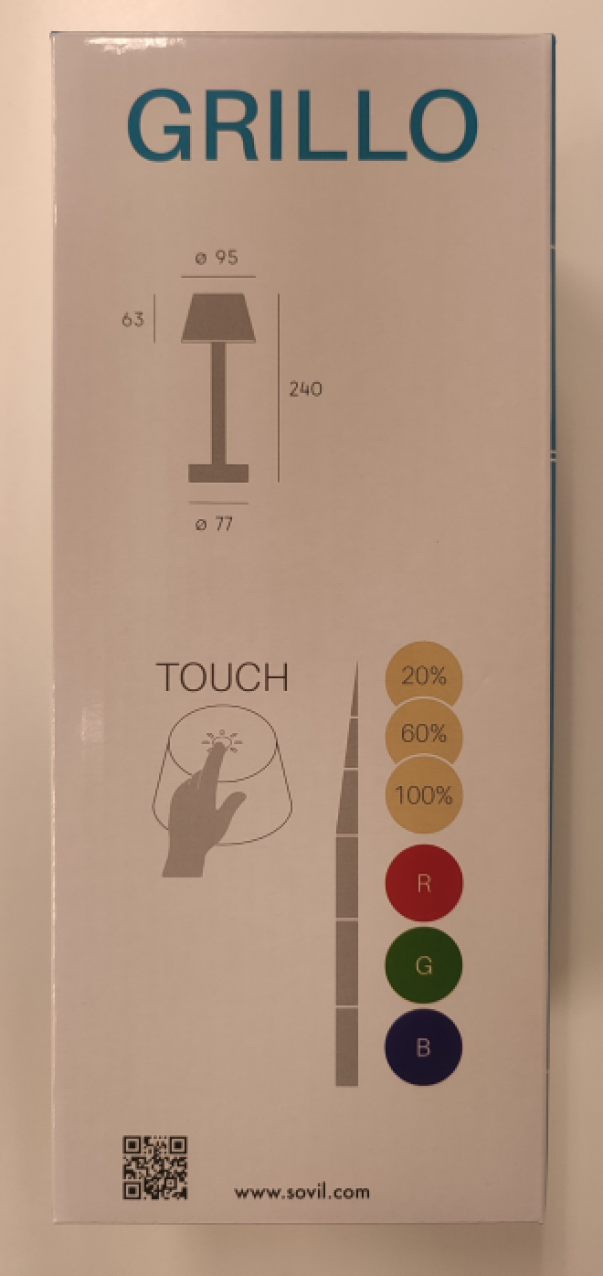 GRILLO
ø 95
63
240
ø 77
TOUCH
20%
60%
100%
R
G
B
www.sovil.com